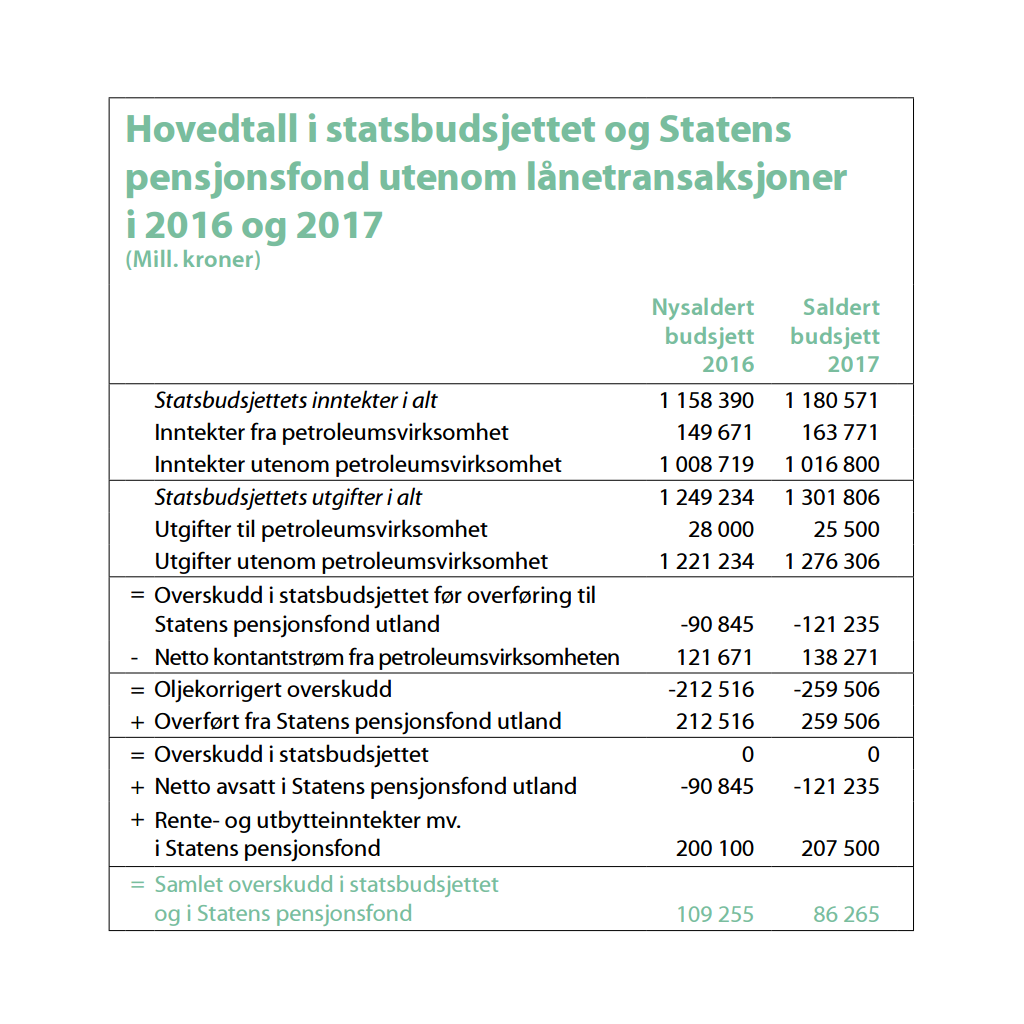 Hovedtall i statsbudsjettet og Statens
pensjonsfond utenom lånetransaksjoner
i 2016 og 2017
(Mill. kroner)
Nysaldert Saldert
budsjett budsjett
2016 2017
Statsbudsjettets inntekter i alt 1 158 390 1 180 571
Inntekter fra petroleumsvirksomhet 149 671 163 771
Inntekter utenom petroleumsvirksomhet 1 008 719 1 016 800
Statsbudsjettets utgifter i alt 1 249 234 1 301 806
Utgifter til petroleumsvirksomhet 28 000 25 500
Utgifter utenom petroleumsvirksomhet 1 221 234 1 276 306
= Overskudd i statsbudsjettet før overføring til
Statens pensjonsfond utland -90 845 -121 235
- Netto kontantstrøm fra petroleumsvirksomheten 121 671 138 271
= Oljekorrigert overskudd -212 516 -259 506
+ Overført fra Statens pensjonsfond utland 212 516 259 506
= Overskudd i statsbudsjettet 0 0
+ Netto avsatt i Statens pensjonsfond utland -90 845 -121 235
+ Rente- og utbytteinntekter mv.
i Statens pensjonsfond 200 100 207 500
= Samlet overskudd i statsbudsjettet
og i Statens pensjonsfond 109 255 86 265